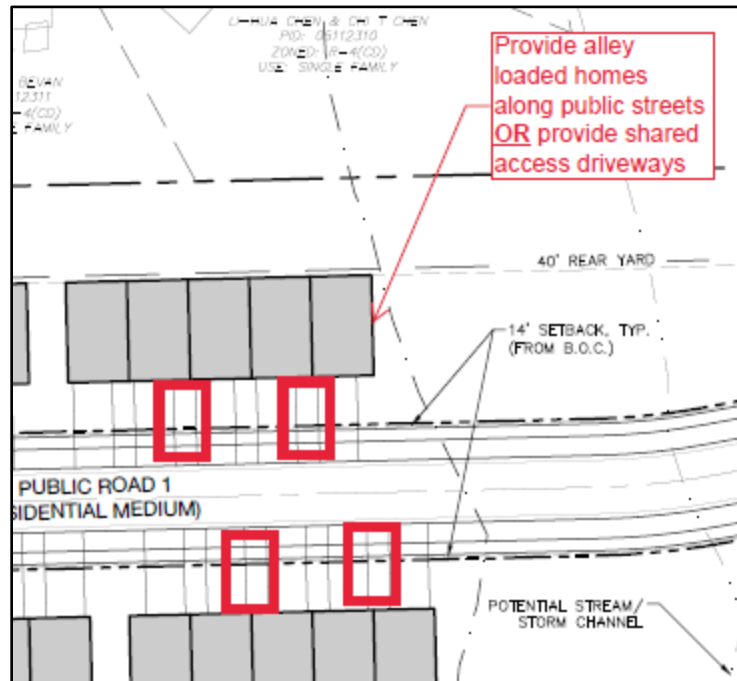 LI-HUA CHEN & CHI T CHEN
PID: 06112310
ZONED: R-4(CD)
USE: SINGLE FAMILY
BEVAN
12311
-4(CD)
E FAMILY
Provide alley
loaded homes
along public streets
OR provide shared
access driveways
40' REAR YARD
14' SETBACK, TYP.
(FROM B.O.C.)
PUBLIC ROAD 1
SIDENTIAL MEDIUM)
POTENTIAL STREAM/
STORM CHANNEL